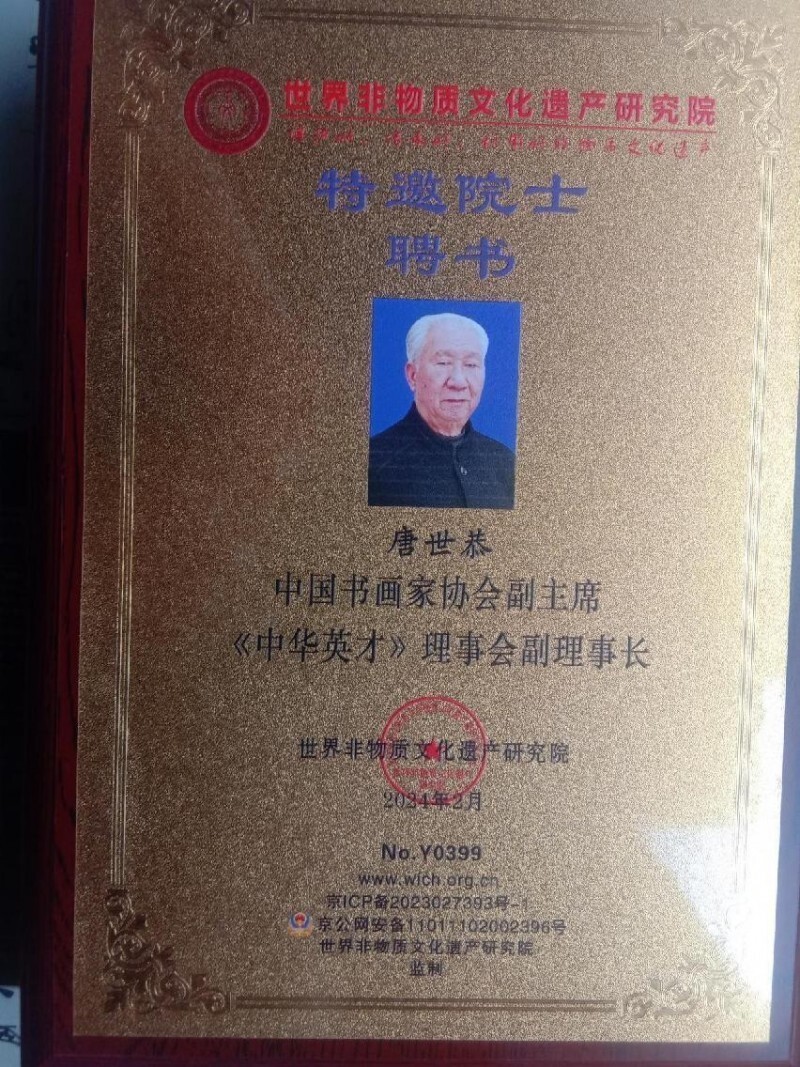 世界非物质文化遗产研究院
特邀院士
聘书
唐世恭
中国书画家协会副主席
《中华英才》理事会副理事长
世界非物质文化遗产研究院
2024年2月
No.Y0399
www.wich.org.cn
京ICP备2023027393号-1
京公网安备11011102002396号
世界非物质文化遗产研究院
监制